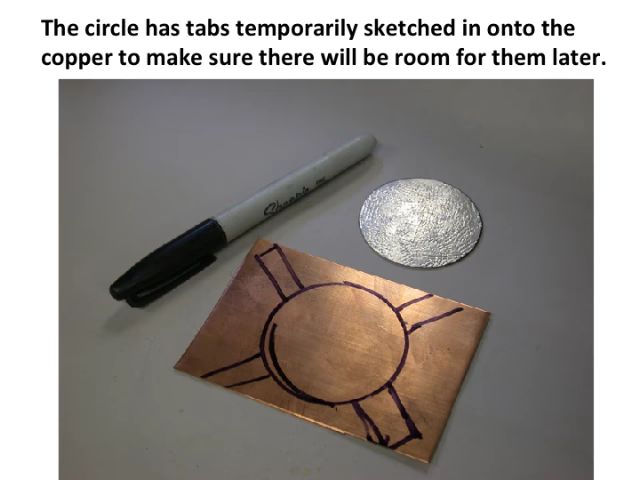 The circle has tabs temporarily sketched in onto the
copper to make sure there will be room for them later.
Sharpie